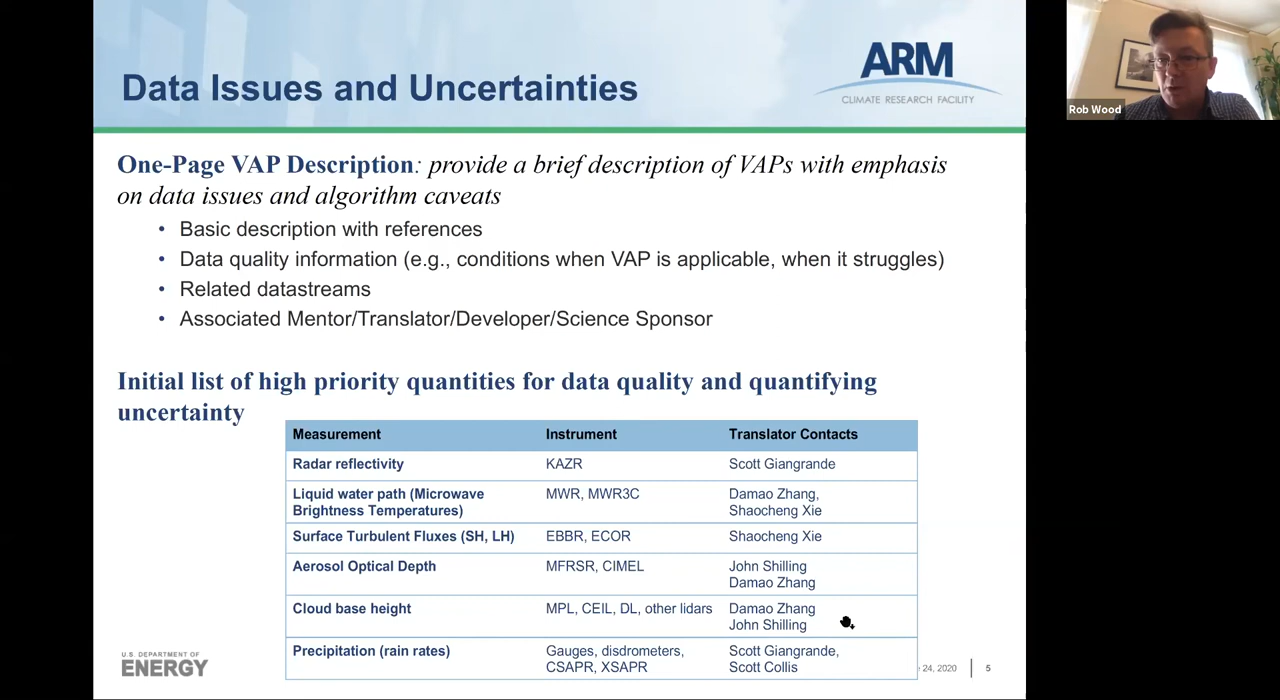 Data Issues and Uncertainties
ARM
CLIMATE RESEARCH FACILITY
Rob Wood
One-Page VAP Description: provide a brief description of VAPs with emphasis
on data issues and algorithm caveats
• Basic description with references
• Data quality information (e.g., conditions when VAP is applicable, when it struggles)
• Related datastreams
• Associated Mentor/Translator/Developer/Science Sponsor
Initial list of high priority quantities for data quality and quantifying
uncertainty
Measurement Instrument Translator Contacts
Radar reflectivity KAZR Scott Giangrande
Liquid water path (Microwave MWR, MWR3C Damao Zhang,
Brightness Temperatures) Shaocheng Xie
Surface Turbulent Fluxes (SH, LH) EBBR, ECOR Shaocheng Xie
Aerosol Optical Depth MFRSR, CIMEL John Shilling
Damao Zhang
Cloud base height MPL, CEIL, DL, other lidars Damao Zhang
John Shilling
Precipitation (rain rates) Gauges, disdrometers, Scott Giangrande,
CSAPR, XSAPR Scott Collis
U.S. DEPARTMENT OF
ENERGY
24, 2020 5